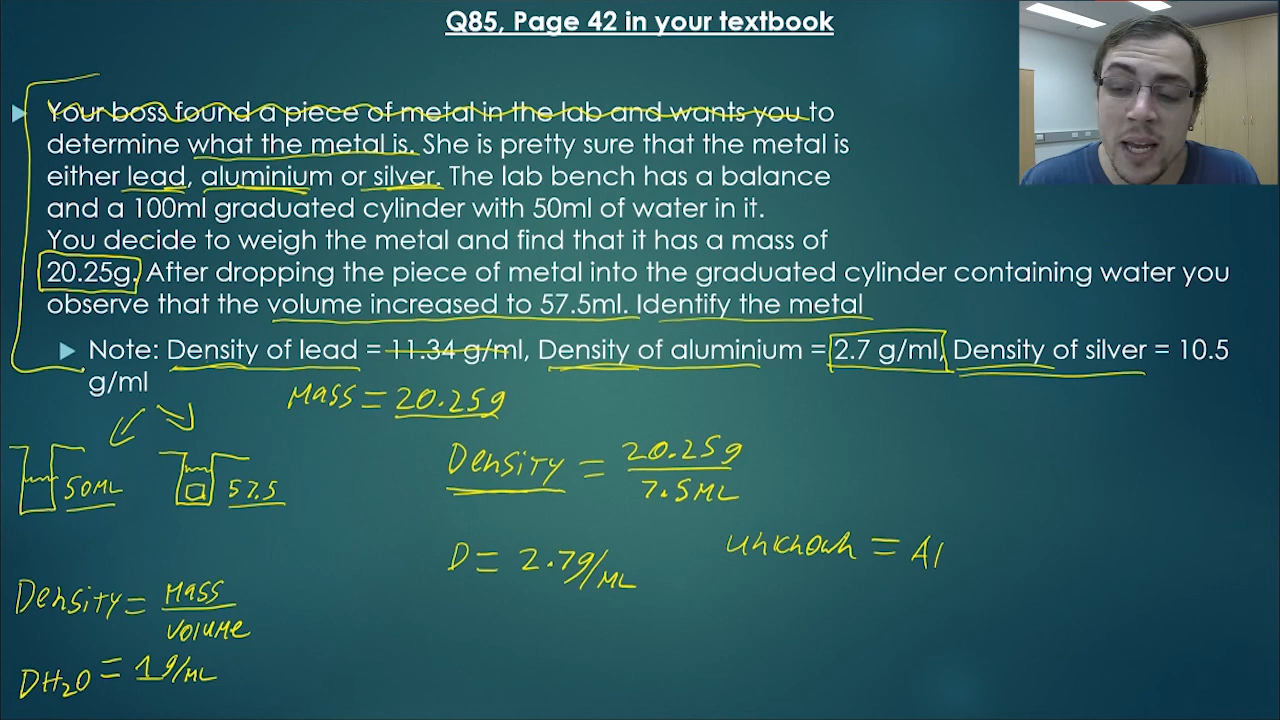 Q85, Page 42 in your textbook
Your boss found a piece of metal in the lab and wants you to
determine what the metal is. She is pretty sure that the metal is
either lead, aluminium or silver. The lab bench has a balance
and a 100ml graduated cylinder with 50ml of water in it.
You decide to weigh the metal and find that it has a mass of
20.25g. After dropping the piece of metal into the graduated cylinder containing water you
observe that the volume increased to 57.5ml. Identify the metal
Note: Density of lead = 11.34 g/ml, Density of aluminium = 2.7 g/ml, Density of silver = 10.5
g/ml
Mass = 20.25g
50ML
57.5
Density = 20.25g
7.5ML
D = 2.7g/ML
unknown = Al
Density = Mass
volume
DH2O = 1g/ML